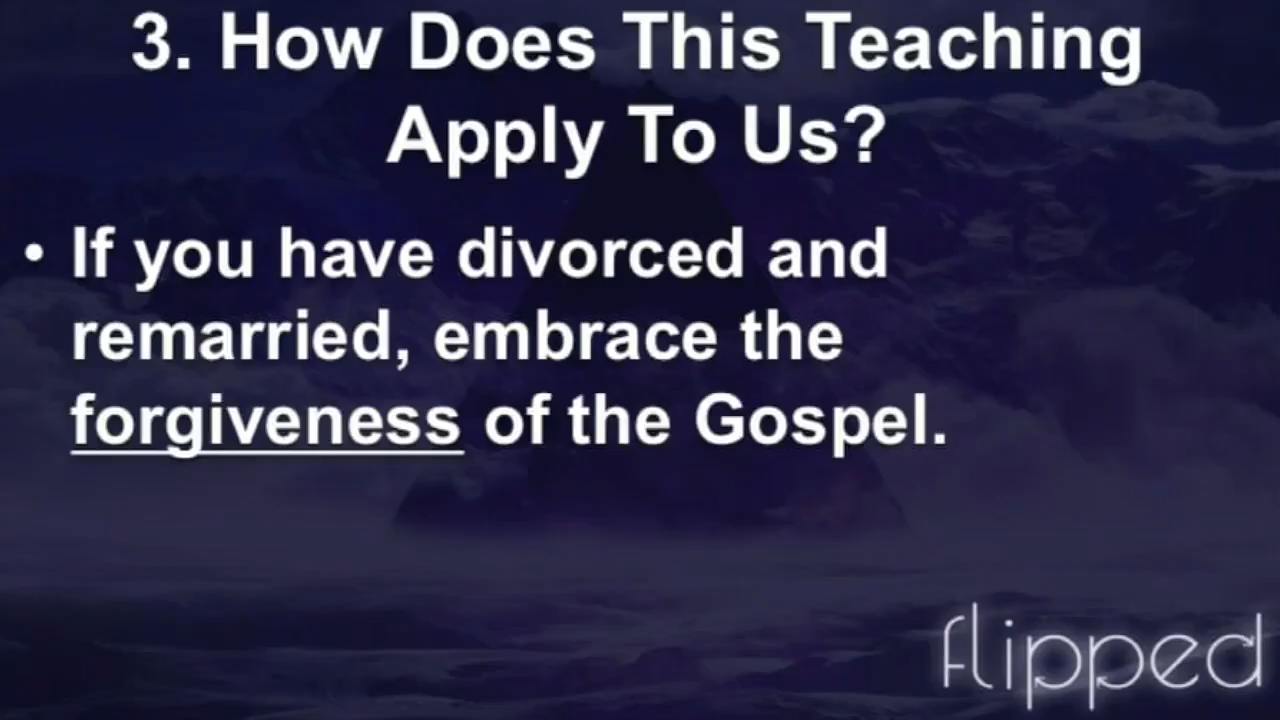 3. How Does This Teaching
Apply To Us?
• If you have divorced and
remarried, embrace the
forgiveness of the Gospel.
flipped